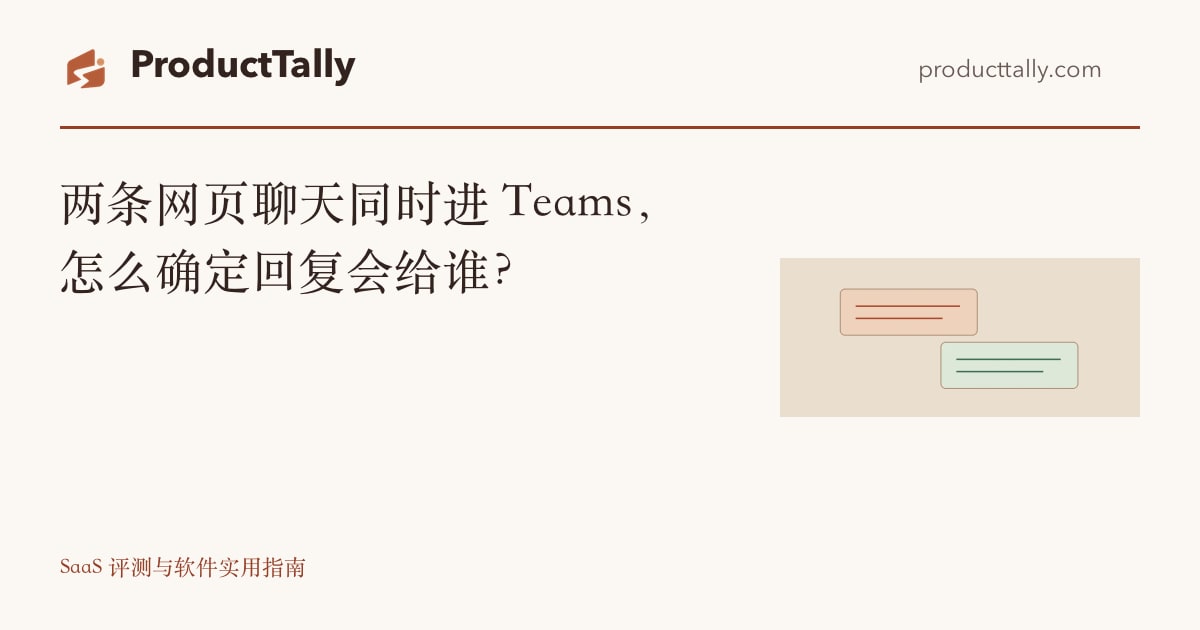 ProductTally
producttally.com
两条网页聊天同时进 Teams,
怎么确定回复会给谁?
SaaS 评测与软件实用指南